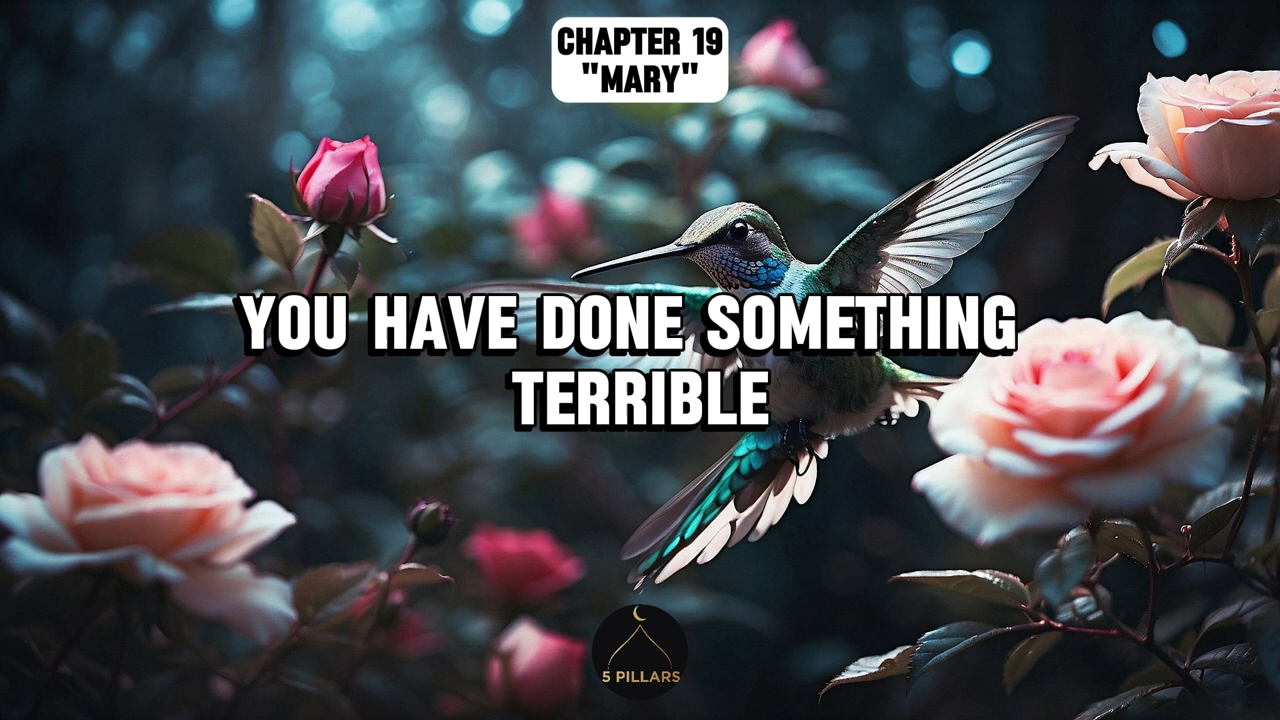 CHAPTER 19
"MARY"
YOU HAVE DONE SOMETHING
TERRIBLE
5 PILLARS